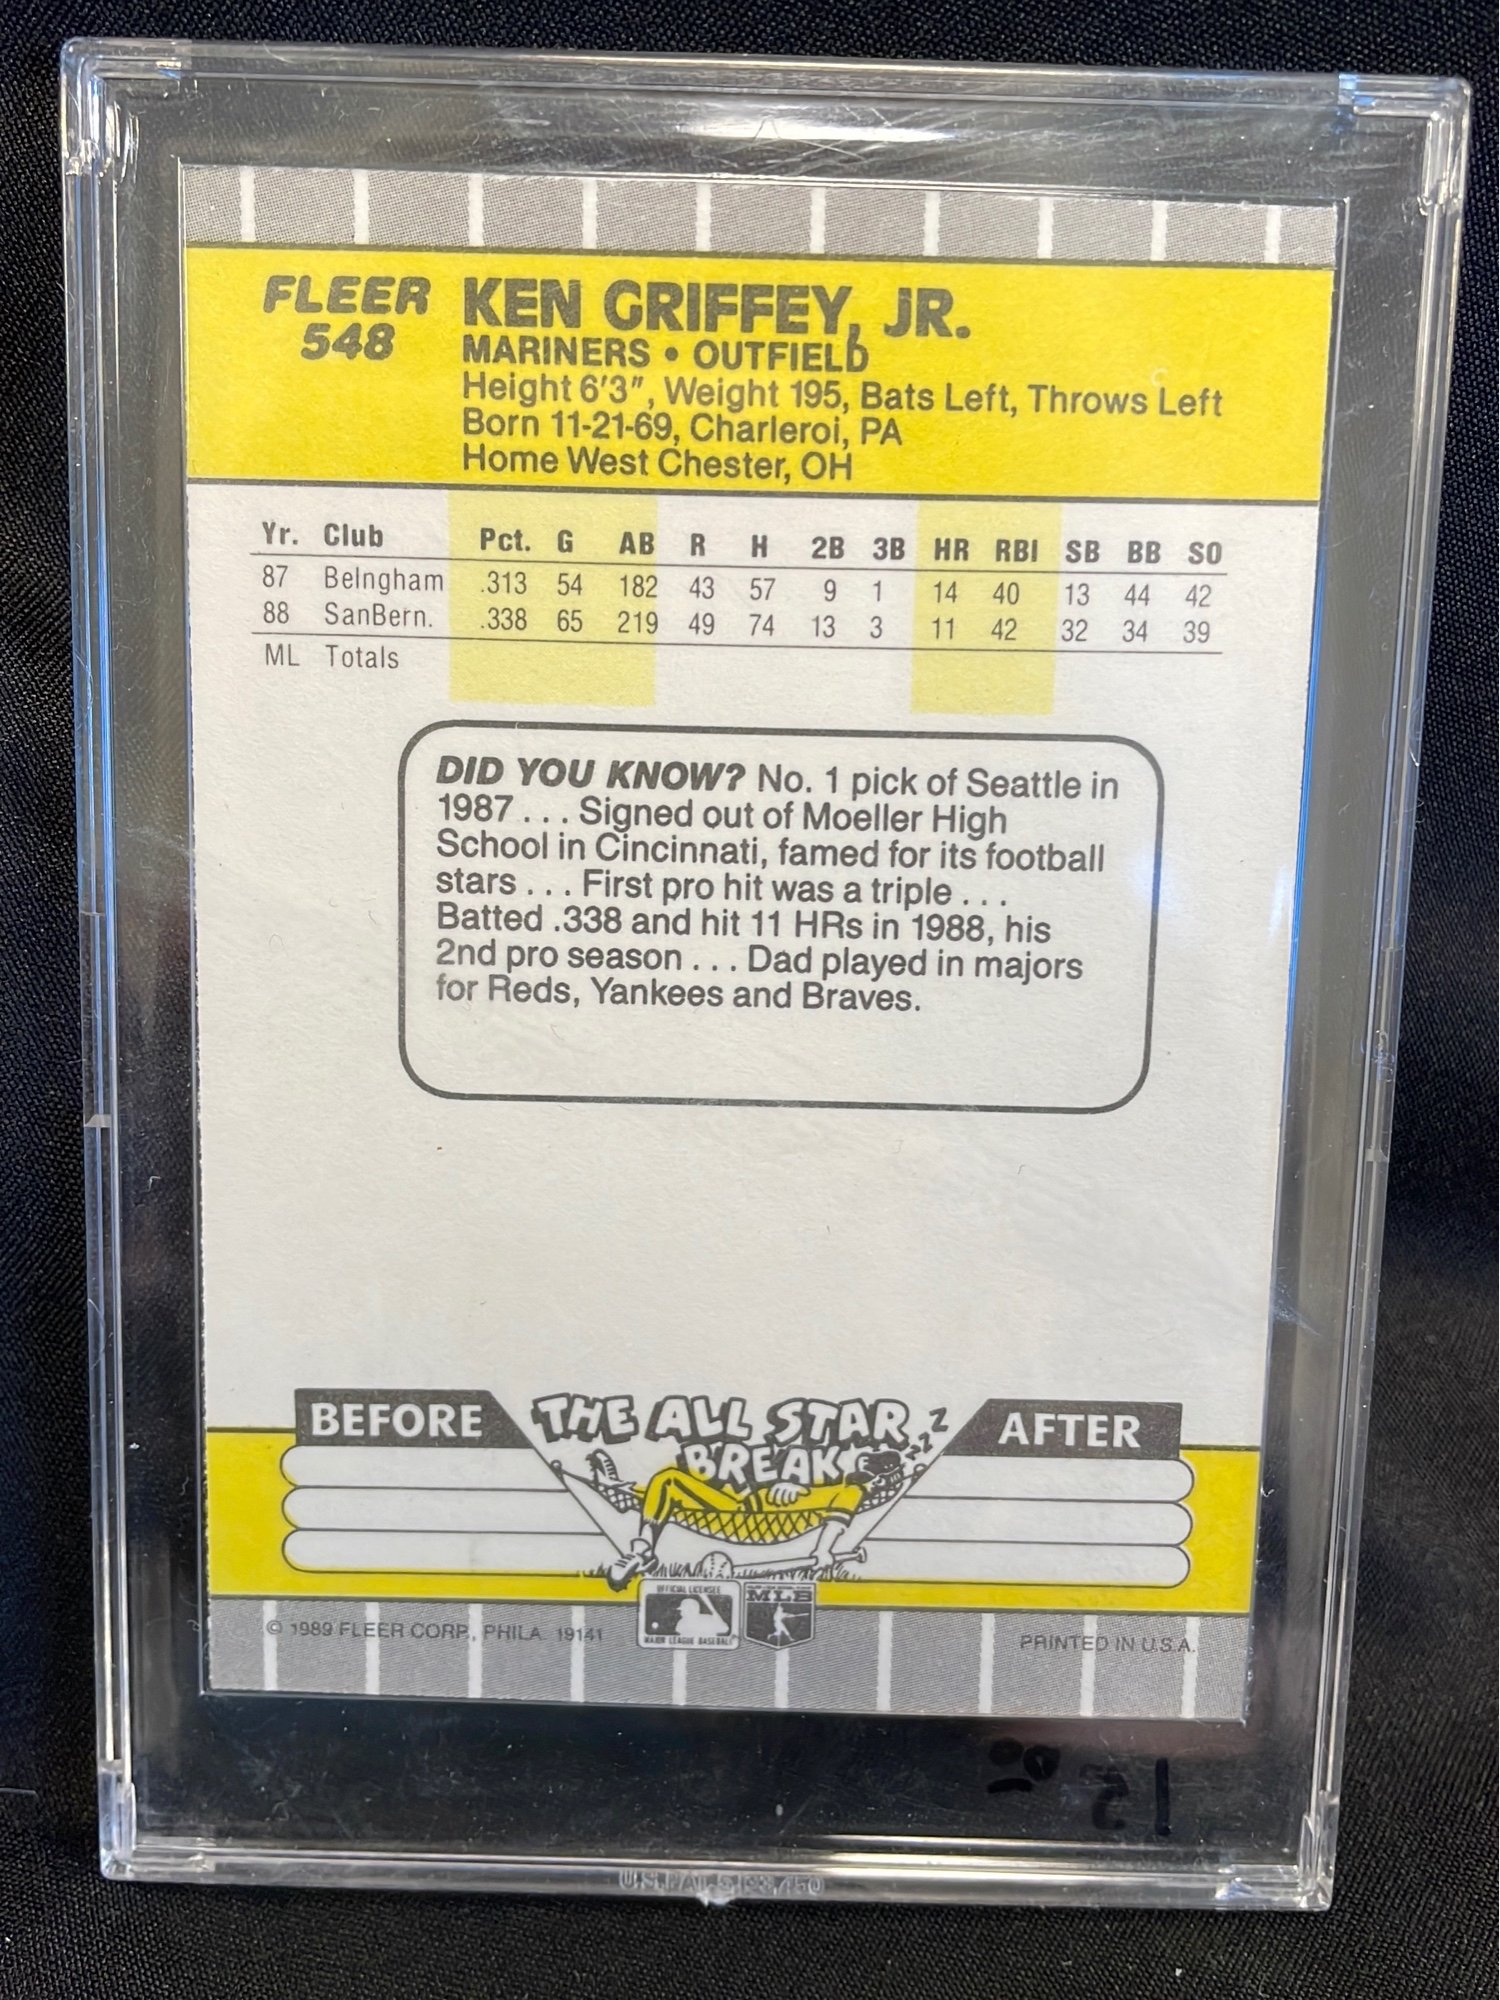 FLEER
548
KEN GRIFFEY, JR.
MARINERS • OUTFIELD
Height 6'3", Weight 195, Bats Left, Throws Left
Born 11-21-69, Charleroi, PA
Home West Chester, OH
Yr. Club Pct. G AB R H 2B 3B HR RBI SB BB SO
87 Belngham .313 54 182 43 57 9 1 14 40 13 44 42
88 SanBern. .338 65 219 49 74 13 3 11 42 32 34 39
ML Totals
DID YOU KNOW? No. 1 pick of Seattle in
1987 . . . Signed out of Moeller High
School in Cincinnati, famed for its football
stars . . . First pro hit was a triple . . .
Batted .338 and hit 11 HRs in 1988, his
2nd pro season . . . Dad played in majors
for Reds, Yankees and Braves.
BEFORE THE ALL STAR AFTER
BREAK
Z Z Z Z
OFFICIAL LICENSEE
MAJOR LEAGUE BASEBALL
MLB
© 1989 FLEER CORP., PHILA. 19141
PRINTED IN U.S.A.